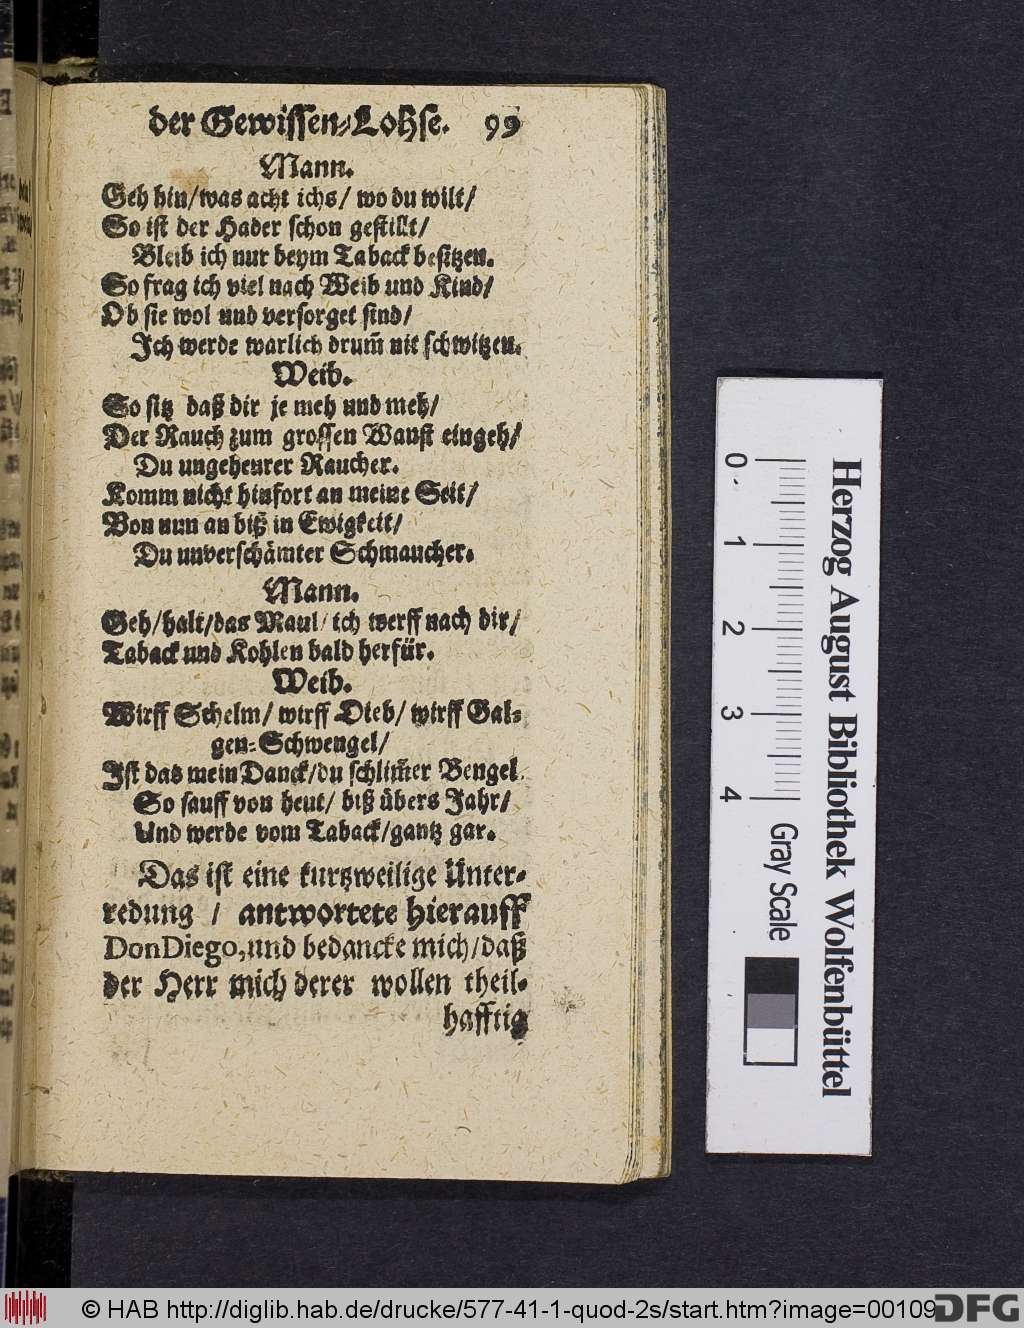 der Gewissen-Lohse. 99
Mann.
Geh hin/was acht ichs/ wo du wilt/
So ist der Hader schon gestillt/
Bleib ich nur beym Taback besitzen.
So frag ich viel nach Weib und Kind/
Ob sie wol und versorget sind/
Ich werde warlich drum̃ nit schwitzen.
Weib.
So sitz daß dir je meh und meh/
Der Rauch zum grossen Wanst eingeh/
Du ungeheurer Raucher.
Komm nicht hinfort an meine Seit/
Von nun an biß in Ewigkeit/
Du unverschämter Schmaucher.
Mann.
Geh/halt/das Maul/ich werff nach dir/
Taback und Kohlen bald herfür.
Weib.
Wirff Schelm/ wirff Dieb/ wirff Gal-
gen-Schwengel/
Ist das mein Danck/du schlim̃er Bengel.
So sauff von heut/ biß übers Jahr/
Und werde vom Taback/gantz gar.
Das ist eine kurtzweilige Unter-
redung / antwortete hierauff
Don Diego, und bedancke mich/daß
der Herr mich derer wollen theil-
hafftig
0 1 2 3 4
Gray Scale
Herzog August Bibliothek Wolfenbüttel
© HAB http://diglib.hab.de/drucke/577-41-1-quod-2s/start.htm?image=00109
DFG